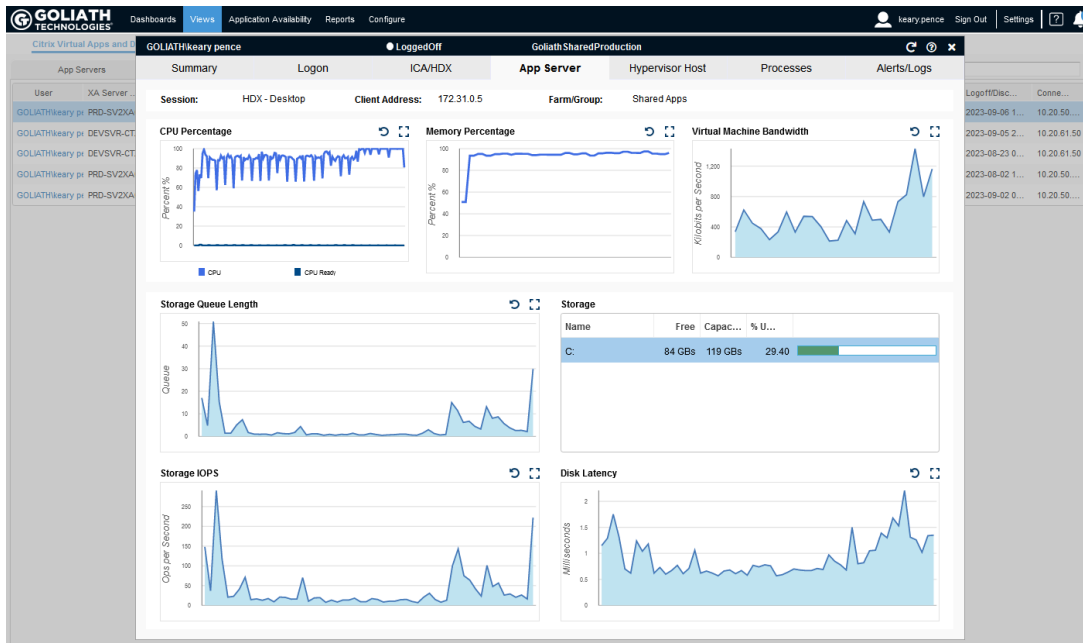 GOLIATH TECHNOLOGIES Dashboards Views Application Availability Reports Configure keary.pence Sign Out Settings ?
Citrix Virtual Apps and D
GOLIATH\keary pence LoggedOff GoliathSharedProduction
App Servers Summary Logon ICA/HDX App Server Hypervisor Host Processes Alerts/Logs
User XA Server ... Logoff/Disc... Conne...
Session: HDX - Desktop Client Address: 172.31.0.5 Farm/Group: Shared Apps
GOLIATH\keary pe PRD-SV2XA 2023-09-06 1... 10.20.50....
GOLIATH\keary pe DEVSVR-CT 2023-09-05 2... 10.20.61.50
GOLIATH\keary pe DEVSVR-CT 2023-08-23 0... 10.20.61.50
GOLIATH\keary pe PRD-SV2XA 2023-08-02 1... 10.20.50....
GOLIATH\keary pe PRD-SV2XA 2023-09-02 0... 10.20.50....
CPU Percentage
Percent %
100
80
60
40
20
0
CPU CPU Ready
Memory Percentage
Percent %
100
80
60
40
20
0
Virtual Machine Bandwidth
Kilobits per Second
1,200
800
400
0
Storage Queue Length
Queue
50
40
30
20
10
0
Storage
Name Free Capac... % U...
C: 84 GBs 119 GBs 29.40
Storage IOPS
Ops per Second
250
200
150
100
50
0
Disk Latency
Milliseconds
2
1.5
1
0.5
0